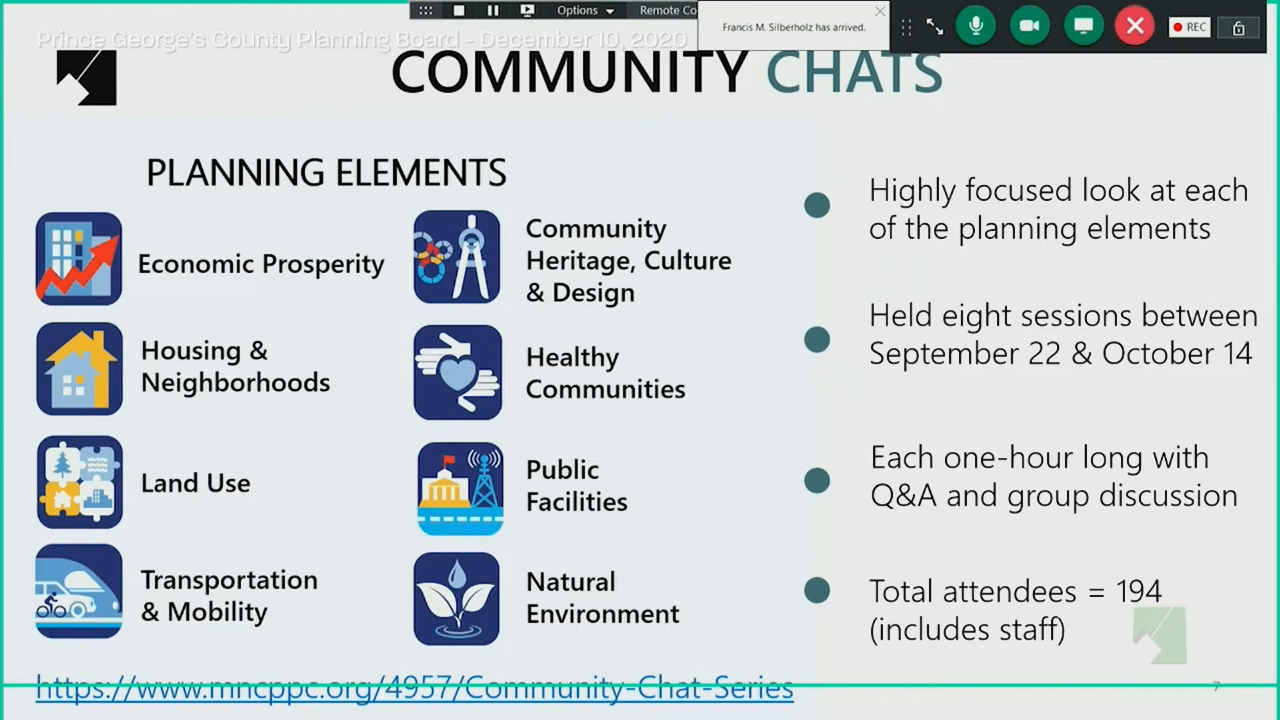 Options
Remote Co
Francis M. Silberholz has arrived.
REC
Prince George's County Planning Board - December 10, 2020
COMMUNITY CHATS
PLANNING ELEMENTS
Economic Prosperity
Housing &
Neighborhoods
Land Use
Transportation
& Mobility
Community
Heritage, Culture
& Design
Healthy
Communities
Public
Facilities
Natural
Environment
https://www.mncppc.org/4957/Community-Chat-Series
Highly focused look at each
of the planning elements
Held eight sessions between
September 22 & October 14
Each one-hour long with
Q&A and group discussion
Total attendees = 194
(includes staff)
7